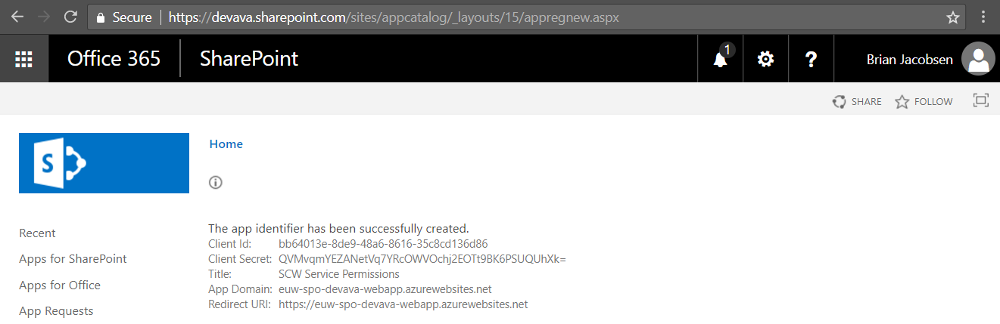 Secure https://devava.sharepoint.com/sites/appcatalog/_layouts/15/appregnew.aspx
Office 365 SharePoint 1 ? Brian Jacobsen
SHARE FOLLOW
S
Home
The app identifier has been successfully created.
Client Id: bb64013e-8de9-48a6-8616-35c8cd136d86
Client Secret: QVMvqmYEZANetVq7YRcOWVOchj2EOTt9BK6PSUQUhXk=
Title: SCW Service Permissions
App Domain: euw-spo-devava-webapp.azurewebsites.net
Redirect URI: https://euw-spo-devava-webapp.azurewebsites.net
Recent
Apps for SharePoint
Apps for Office
App Requests